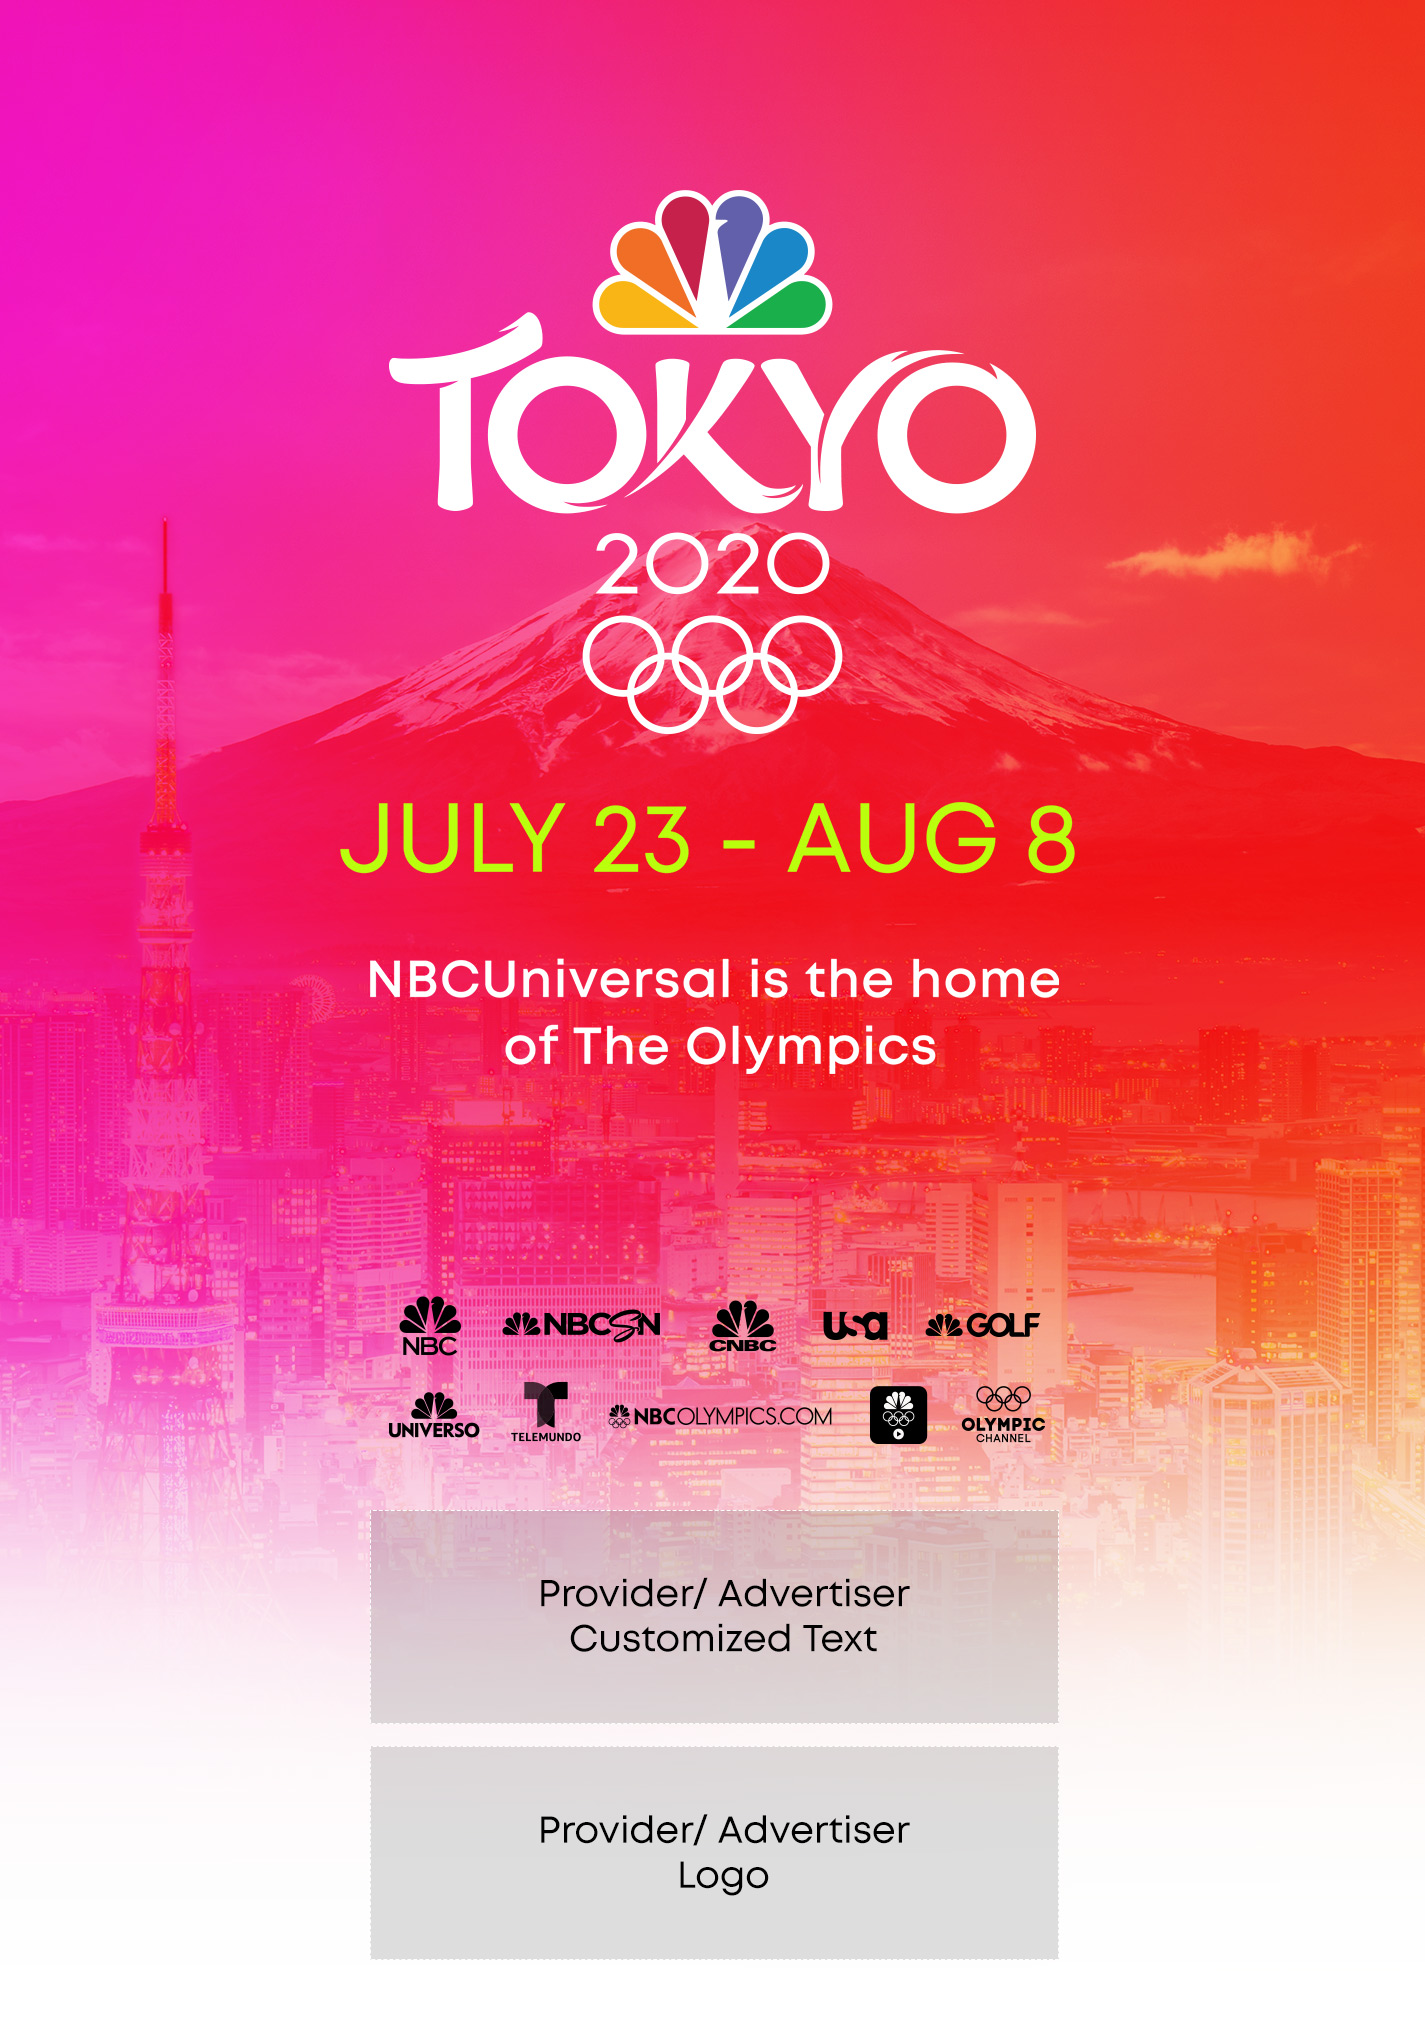 TOKYO
2020
JULY 23 - AUG 8
NBCUniversal is the home
of The Olympics
NBC NBCSN CNBC USA GOLF
UNIVERSO TELEMUNDO NBCOLYMPICS.COM OLYMPIC
CHANNEL
Provider/ Advertiser
Customized Text
Provider/ Advertiser
Logo